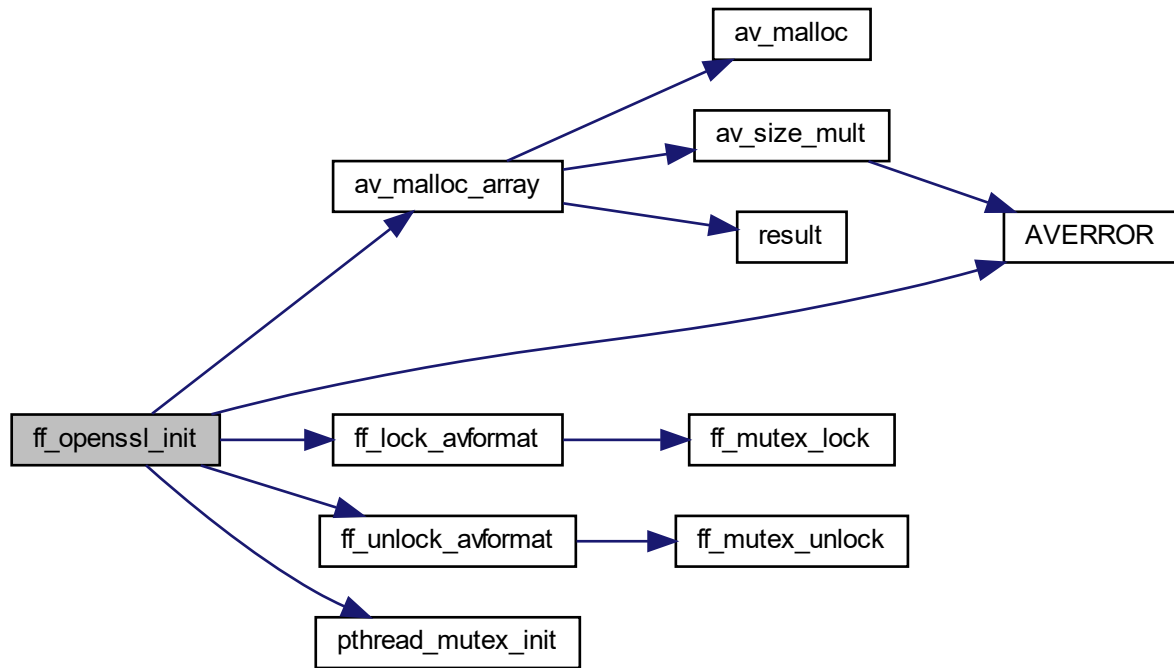 av_malloc
av_size_mult
av_malloc_array
result
AVERROR
ff_openssl_init
ff_lock_avformat
ff_mutex_lock
ff_unlock_avformat
ff_mutex_unlock
pthread_mutex_init